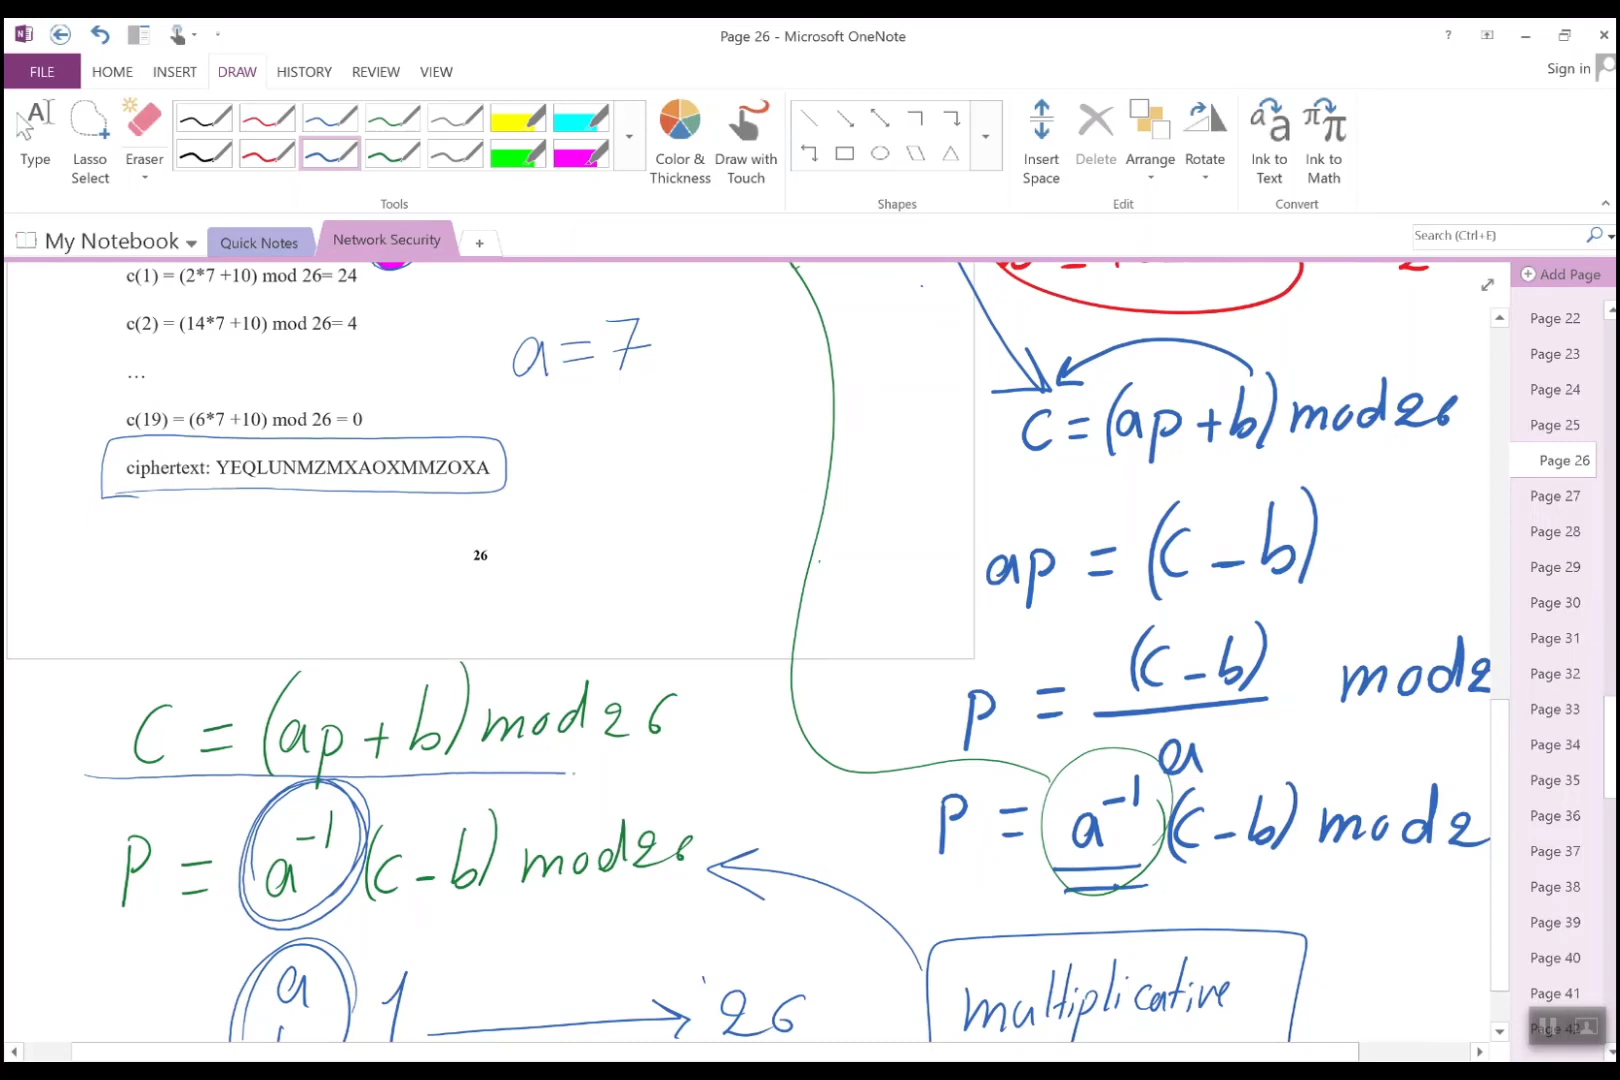 Page 26 - Microsoft OneNote
?
Sign in
FILE HOME INSERT DRAW HISTORY REVIEW VIEW
Type
Lasso Select
Eraser
Color & Thickness
Draw with Touch
Insert Space
Delete
Arrange
Rotate
Ink to Text
Ink to Math
Tools
Shapes
Edit
Convert
My Notebook
Quick Notes
Network Security
+
Search (Ctrl+E)
Add Page
Page 22
Page 23
Page 24
Page 25
Page 26
Page 27
Page 28
Page 29
Page 30
Page 31
Page 32
Page 33
Page 34
Page 35
Page 36
Page 37
Page 38
Page 39
Page 40
Page 41
Page 42
c(1) = (2*7 +10) mod 26= 24
c(2) = (14*7 +10) mod 26= 4
…
c(19) = (6*7 +10) mod 26 = 0
ciphertext: YEQLUNMZMXAOXMMZOXA
26
a = 7
C = (ap + b) mod 26
ap = (C - b)
P = (C - b) mod 2
a
P = a⁻¹ (C - b) mod 2
C = (ap + b) mod 26
P = a⁻¹ (C - b) mod 26
a
1 → 26
multiplicative